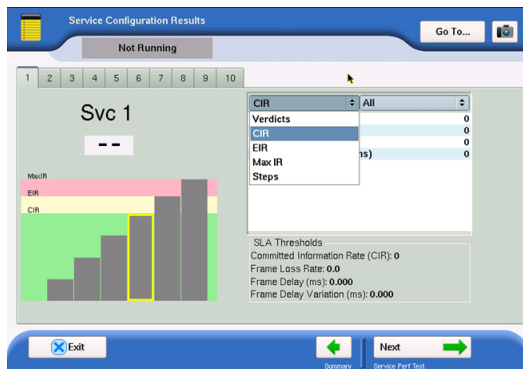 Service Configuration Results
Go To...
Not Running
1 2 3 4 5 6 7 8 9 10
Svc 1
--
MaxIR
EIR
CIR
CIR All
Verdicts 0
CIR 0
EIR 0
Max IR ns) 0
Steps
SLA Thresholds
Committed Information Rate (CIR): 0
Frame Loss Rate: 0.0
Frame Delay (ms): 0.000
Frame Delay Variation (ms): 0.000
Exit
Next
Summary
Service Perf Test